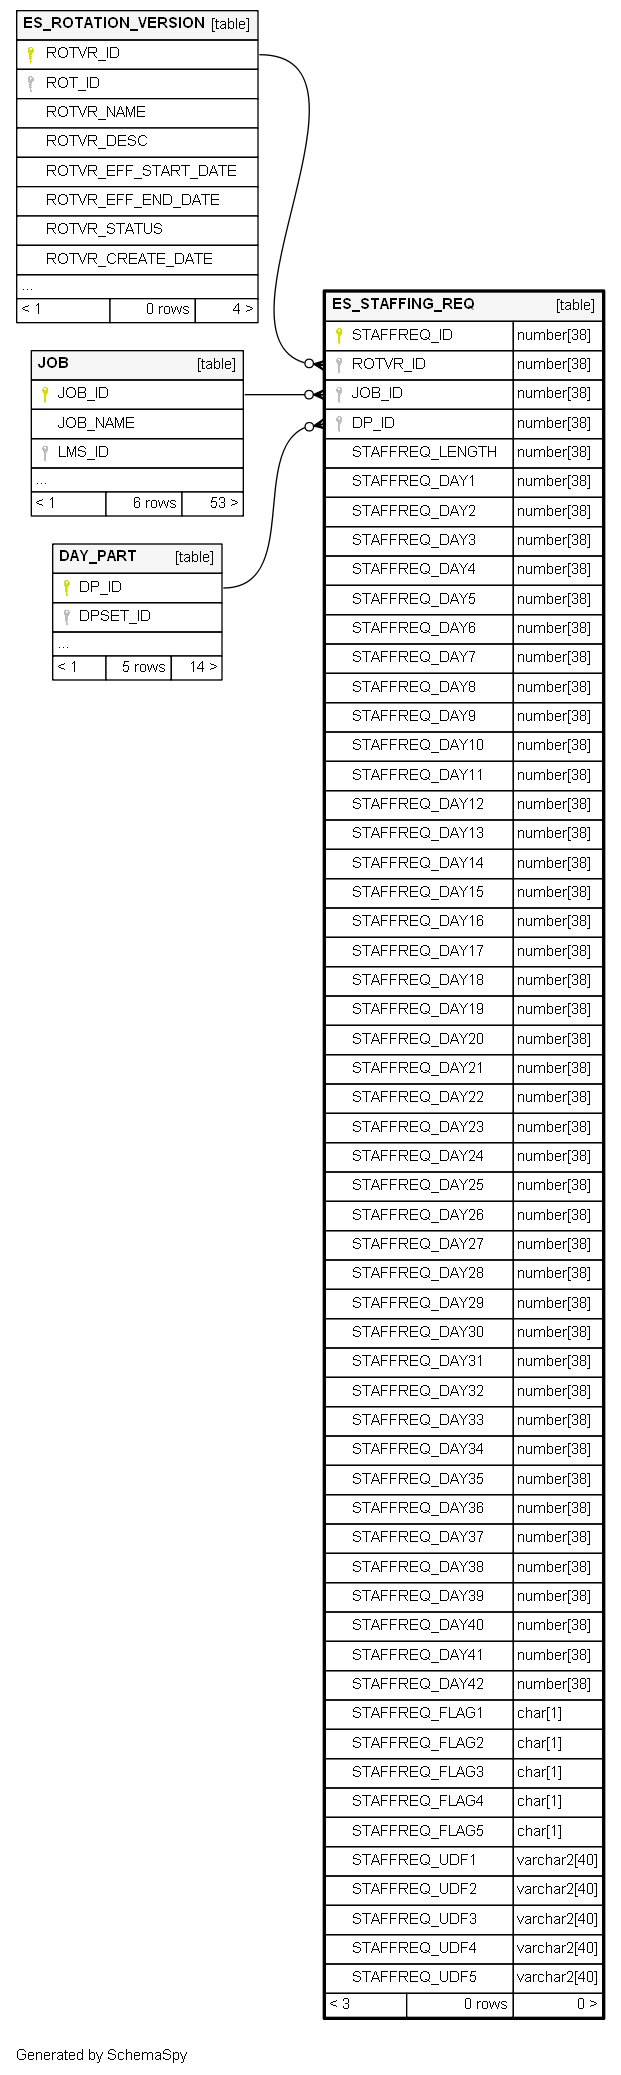 ES_ROTATION_VERSION [table]
ROTVR_ID
ROT_ID
ROTVR_NAME
ROTVR_DESC
ROTVR_EFF_START_DATE
ROTVR_EFF_END_DATE
ROTVR_STATUS
ROTVR_CREATE_DATE
...
< 1 0 rows 4 >
JOB [table]
JOB_ID
JOB_NAME
LMS_ID
...
< 1 6 rows 53 >
DAY_PART [table]
DP_ID
DPSET_ID
...
< 1 5 rows 14 >
ES_STAFFING_REQ [table]
STAFFREQ_ID number[38]
ROTVR_ID number[38]
JOB_ID number[38]
DP_ID number[38]
STAFFREQ_LENGTH number[38]
STAFFREQ_DAY1 number[38]
STAFFREQ_DAY2 number[38]
STAFFREQ_DAY3 number[38]
STAFFREQ_DAY4 number[38]
STAFFREQ_DAY5 number[38]
STAFFREQ_DAY6 number[38]
STAFFREQ_DAY7 number[38]
STAFFREQ_DAY8 number[38]
STAFFREQ_DAY9 number[38]
STAFFREQ_DAY10 number[38]
STAFFREQ_DAY11 number[38]
STAFFREQ_DAY12 number[38]
STAFFREQ_DAY13 number[38]
STAFFREQ_DAY14 number[38]
STAFFREQ_DAY15 number[38]
STAFFREQ_DAY16 number[38]
STAFFREQ_DAY17 number[38]
STAFFREQ_DAY18 number[38]
STAFFREQ_DAY19 number[38]
STAFFREQ_DAY20 number[38]
STAFFREQ_DAY21 number[38]
STAFFREQ_DAY22 number[38]
STAFFREQ_DAY23 number[38]
STAFFREQ_DAY24 number[38]
STAFFREQ_DAY25 number[38]
STAFFREQ_DAY26 number[38]
STAFFREQ_DAY27 number[38]
STAFFREQ_DAY28 number[38]
STAFFREQ_DAY29 number[38]
STAFFREQ_DAY30 number[38]
STAFFREQ_DAY31 number[38]
STAFFREQ_DAY32 number[38]
STAFFREQ_DAY33 number[38]
STAFFREQ_DAY34 number[38]
STAFFREQ_DAY35 number[38]
STAFFREQ_DAY36 number[38]
STAFFREQ_DAY37 number[38]
STAFFREQ_DAY38 number[38]
STAFFREQ_DAY39 number[38]
STAFFREQ_DAY40 number[38]
STAFFREQ_DAY41 number[38]
STAFFREQ_DAY42 number[38]
STAFFREQ_FLAG1 char[1]
STAFFREQ_FLAG2 char[1]
STAFFREQ_FLAG3 char[1]
STAFFREQ_FLAG4 char[1]
STAFFREQ_FLAG5 char[1]
STAFFREQ_UDF1 varchar2[40]
STAFFREQ_UDF2 varchar2[40]
STAFFREQ_UDF3 varchar2[40]
STAFFREQ_UDF4 varchar2[40]
STAFFREQ_UDF5 varchar2[40]
< 3 0 rows 0 >
Generated by SchemaSpy